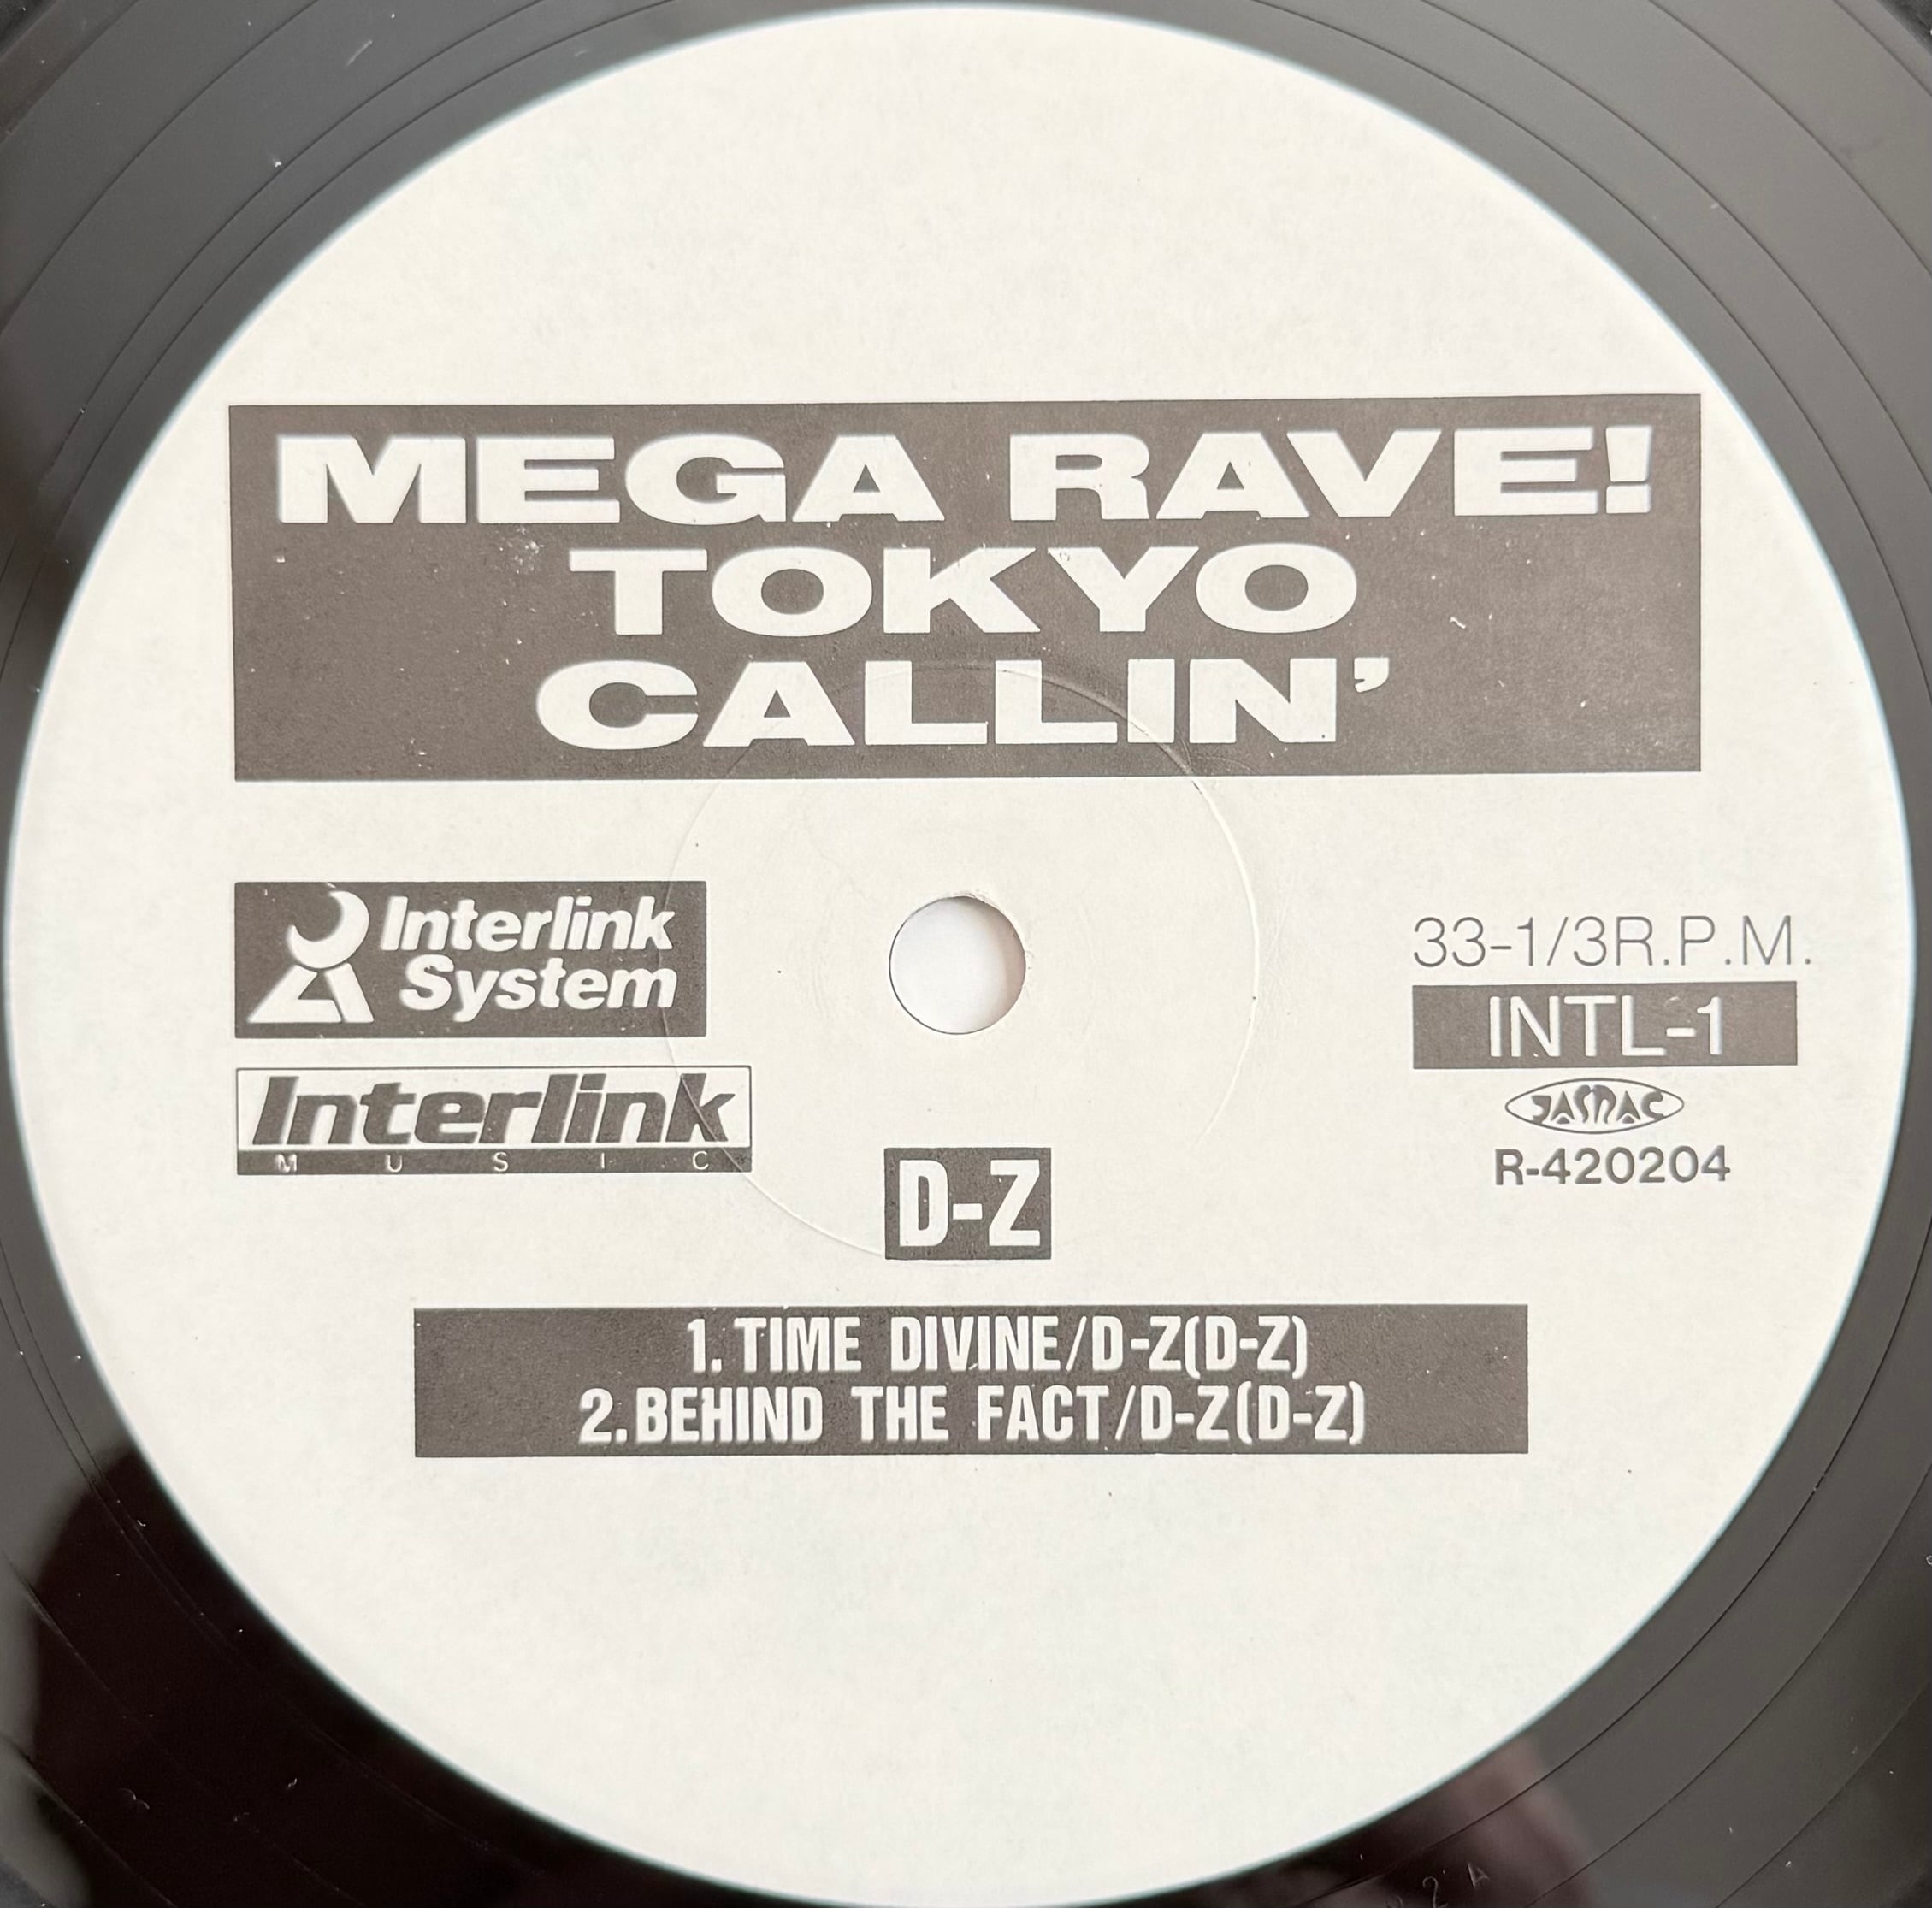 MEGA RAVE!
TOKYO
CALLIN’
Interlink
System
Interlink
MUSIC
33-1/3R.P.M.
INTL-1
JASRAC
R-420204
D-Z
1. TIME DIVINE/D-Z(D-Z)
2. BEHIND THE FACT/D-Z(D-Z)
2 A